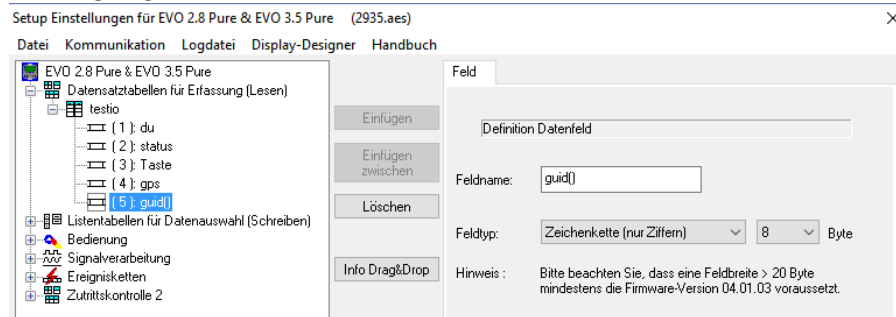 Setup Einstellungen für EVO 2.8 Pure & EVO 3.5 Pure (2935.aes)
Datei Kommunikation Logdatei Display-Designer Handbuch
EVO 2.8 Pure & EVO 3.5 Pure
Datensatztabellen für Erfassung (Lesen)
testio
( 1 ): du
( 2 ): status
( 3 ): Taste
( 4 ): gps
( 5 ): guid()
Listentabellen für Datenauswahl (Schreiben)
Bedienung
Signalverarbeitung
Ereignisketten
Zutrittskontrolle 2
Einfügen
Einfügen
zwischen
Löschen
Info Drag&Drop
Feld
Definition Datenfeld
Feldname: guid()
Feldtyp: Zeichenkette (nur Ziffern) 8 Byte
Hinweis : Bitte beachten Sie, dass eine Feldbreite > 20 Byte
mindestens die Firmware-Version 04.01.03 voraussetzt.